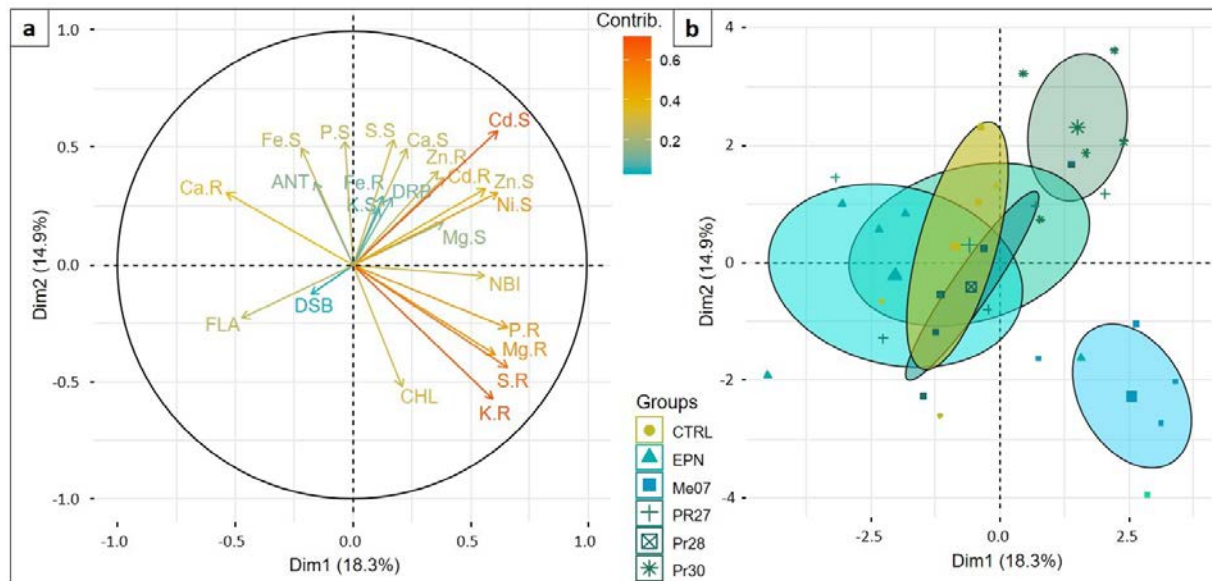 a
Contrib.
0.6
0.4
0.2
1.0
0.5
0.0
-0.5
-1.0
Dim2 (14.9%)
Cd.S
Fe.S
P.S
S.S
Ca.S
Zn.R
Ca.R
ANT
Fe.R
Cd.R
Zn.S
K.S
DRB
Ni.S
Mg.S
NBI
DSB
FLA
P.R
Mg.R
S.R
CHL
K.R
-1.0
-0.5
0.0
0.5
1.0
Dim1 (18.3%)
b
4
2
0
-2
-4
Dim2 (14.9%)
-2.5
0.0
2.5
Dim1 (18.3%)
Groups
CTRL
EPN
Me07
PR27
Pr28
Pr30